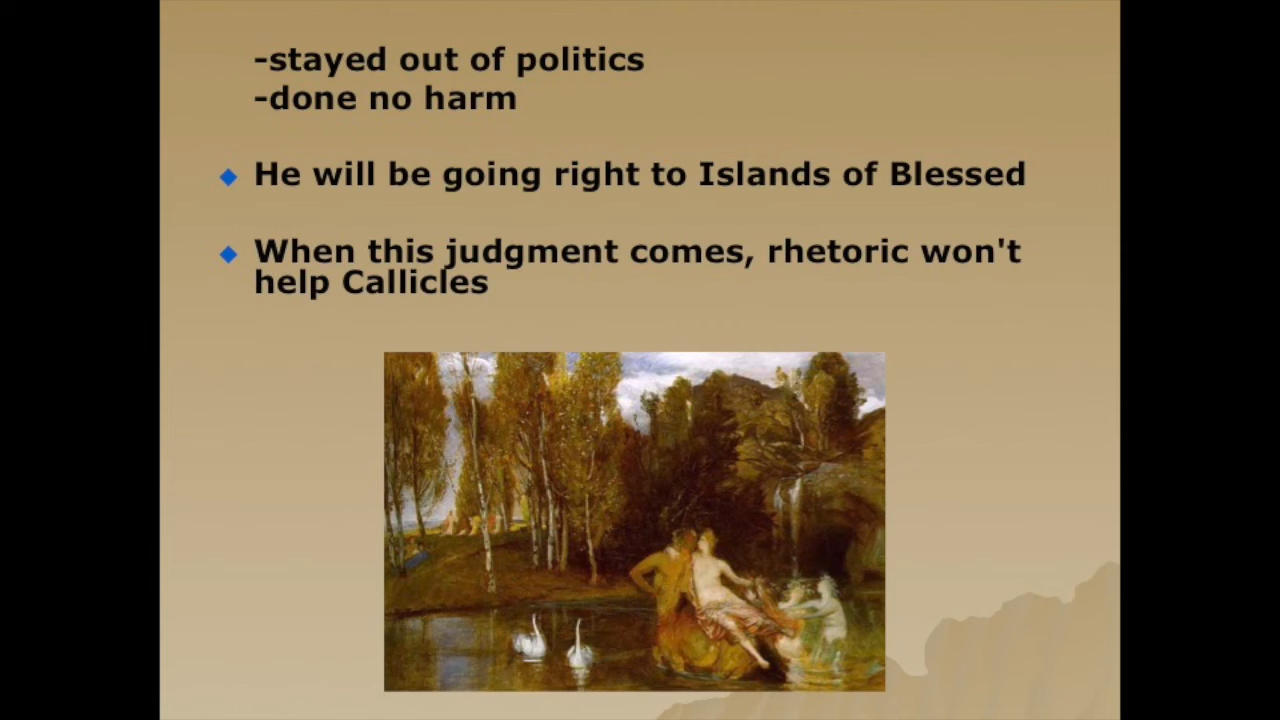 -stayed out of politics
-done no harm
He will be going right to Islands of Blessed
When this judgment comes, rhetoric won't
help Callicles